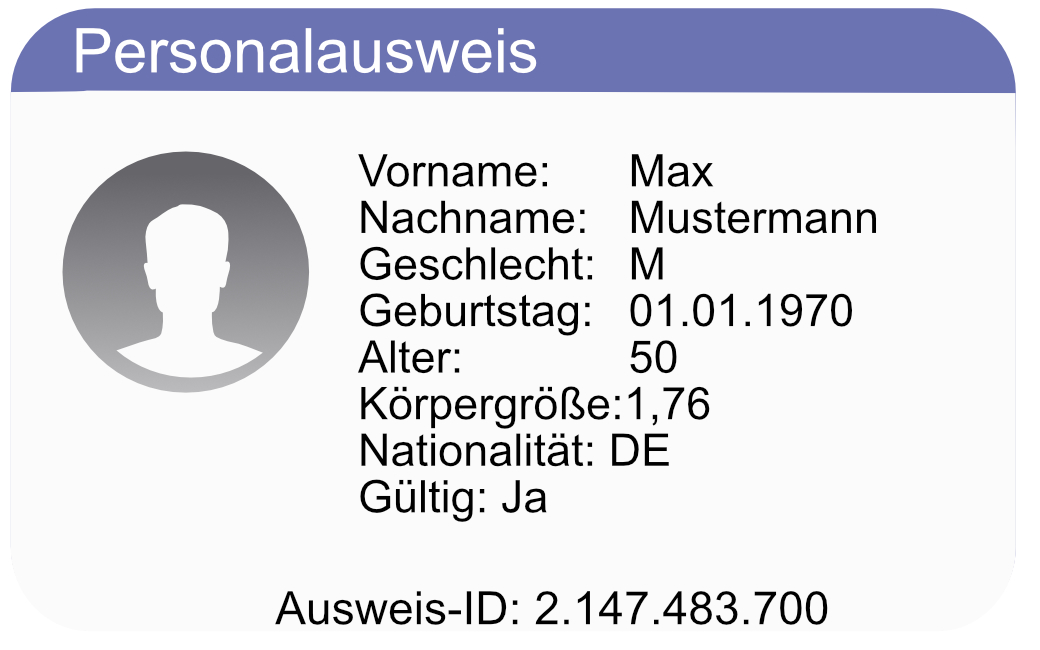 Personalausweis
Vorname: Max
Nachname: Mustermann
Geschlecht: M
Geburtstag: 01.01.1970
Alter: 50
Körpergröße:1,76
Nationalität: DE
Gültig: Ja
Ausweis-ID: 2.147.483.700